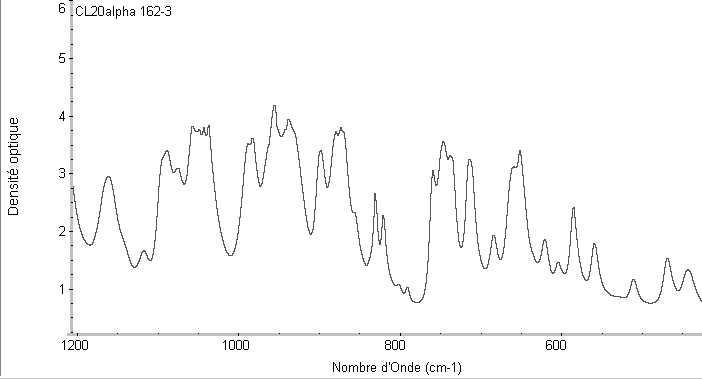 CL20alpha 162-3
6
5
4
3
2
1
Densité optique
1200 1000 800 600
Nombre d'Onde (cm-1)